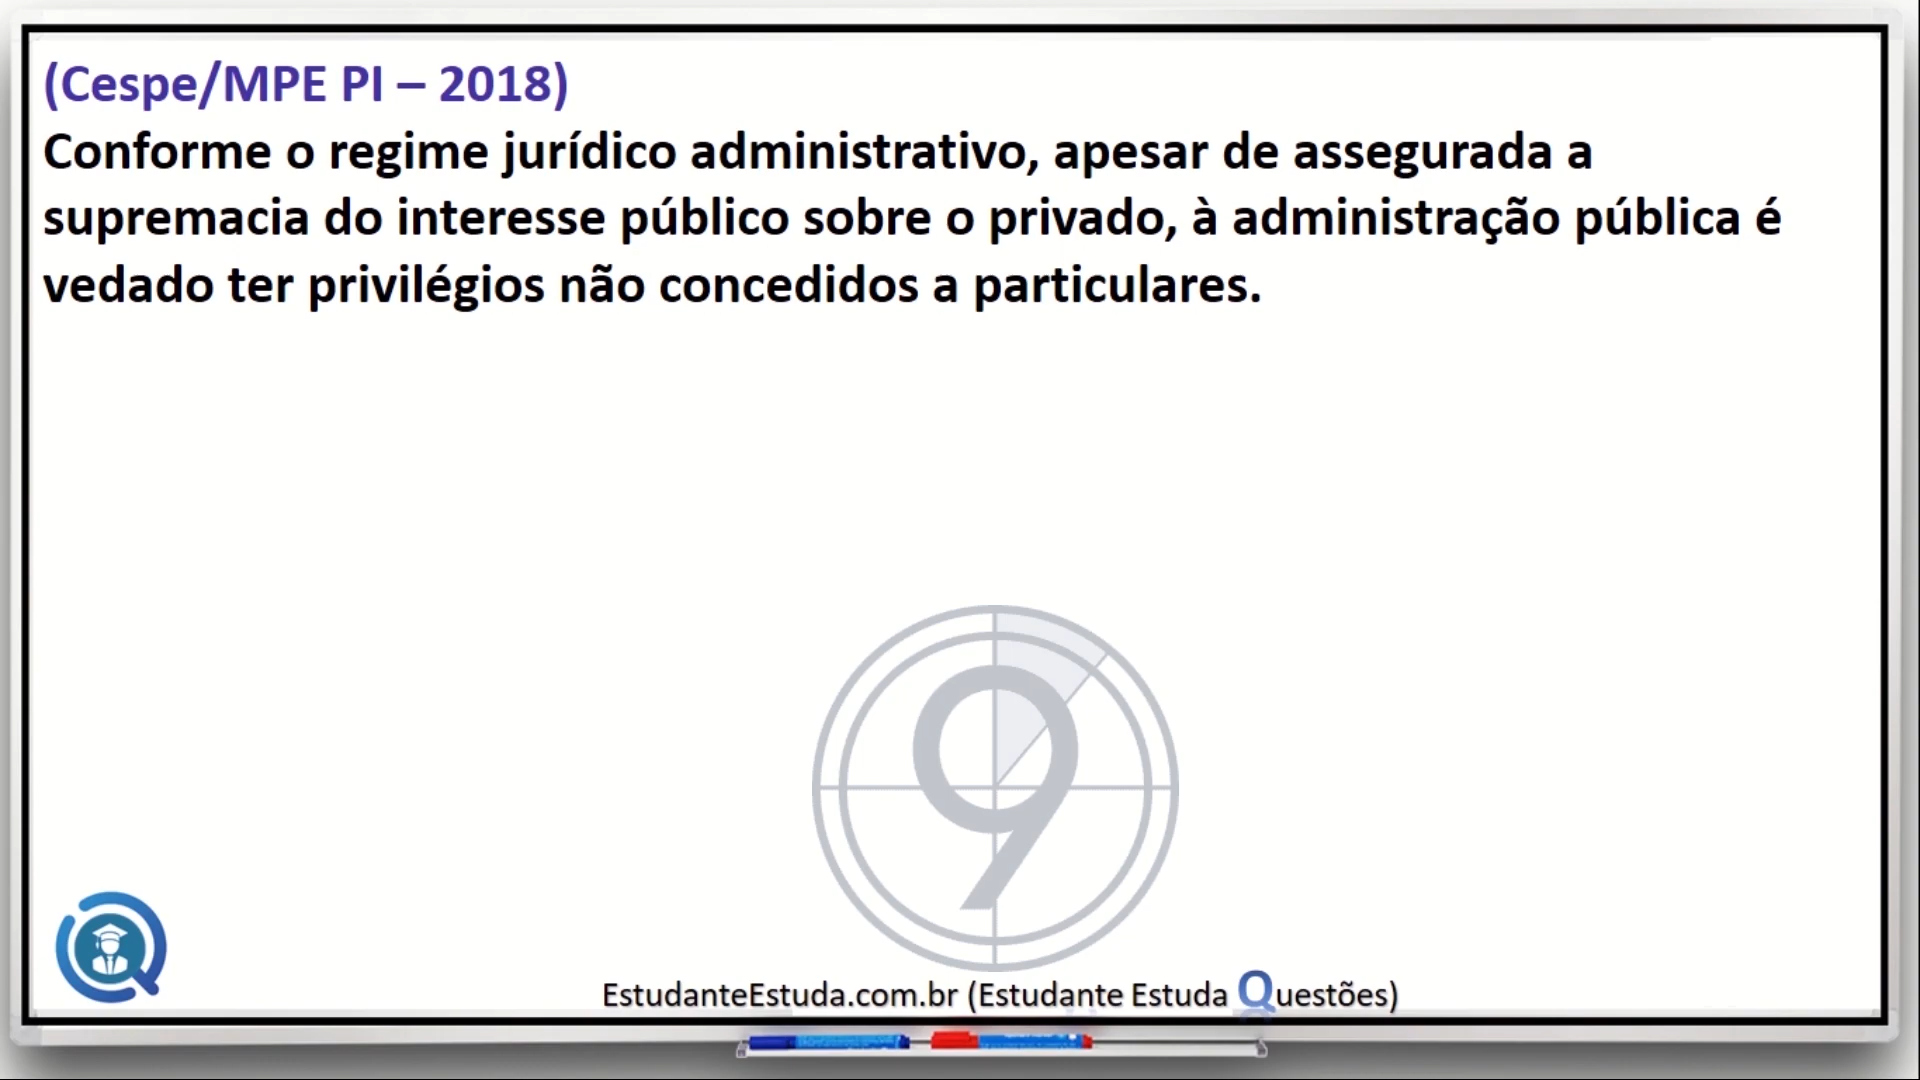 (Cespe/MPE PI – 2018)
Conforme o regime jurídico administrativo, apesar de assegurada a
supremacia do interesse público sobre o privado, à administração pública é
vedado ter privilégios não concedidos a particulares.
9
EstudanteEstuda.com.br (Estudante Estuda Questões)